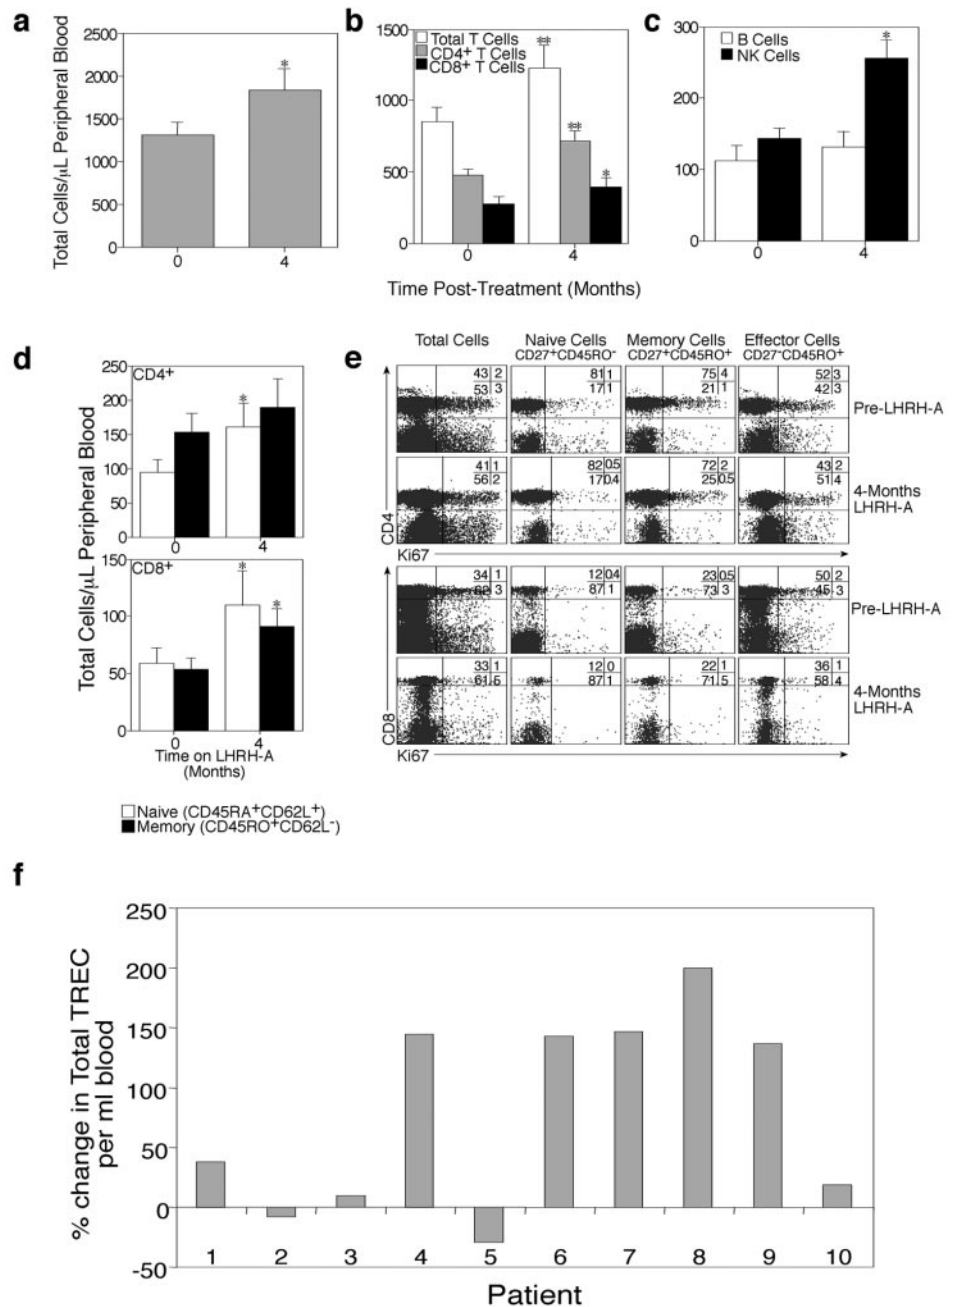 a
Total Cells/μL Peripheral Blood
2500
2000
1500
1000
500
0
*
0 4
b
1500
1000
500
0
Total T Cells
CD4+ T Cells
CD8+ T Cells
**
**
*
0 4
Time Post-Treatment (Months)
c
300
200
100
0
B Cells
NK Cells
*
0 4
d
Total Cells/μL Peripheral Blood
CD4+
250
200
150
100
50
0
*
0 4
CD8+
150
100
50
0
*
*
0 4
Time on LHRH-A
(Months)
Naive (CD45RA+CD62L+)
Memory (CD45RO+CD62L-)
e
Total Cells
Naive Cells
CD27+CD45RO-
Memory Cells
CD27+CD45RO+
Effector Cells
CD27-CD45RO+
43 2 81 1 75 4 52 3
53 3 17 1 21 1 42 3
Pre-LHRH-A
41 1 82 0.5 72 2 43 2
56 2 17 0.4 25 0.5 51 4
4-Months
LHRH-A
CD4
Ki67
34 1 12 0.4 23 0.5 50 2
62 3 87 1 73 3 45 3
Pre-LHRH-A
33 1 12 0 22 1 36 1
61 5 87 1 71 5 58 4
4-Months
LHRH-A
CD8
Ki67
f
% change in Total TREC
per ml blood
250
200
150
100
50
0
-50
1 2 3 4 5 6 7 8 9 10
Patient